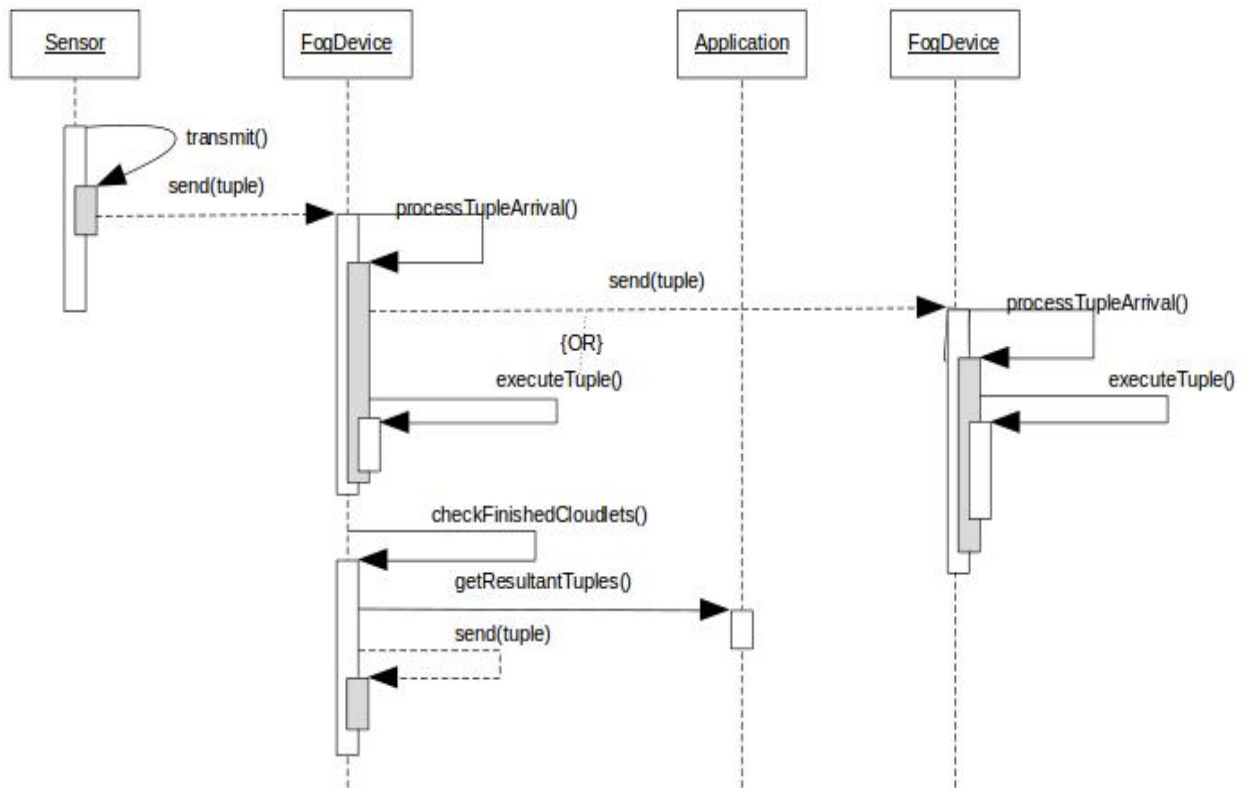 Sensor
FogDevice
Application
FogDevice
transmit()
send(tuple)
processTupleArrival()
send(tuple)
processTupleArrival()
{OR}
executeTuple()
executeTuple()
checkFinishedCloudlets()
getResultantTuples()
send(tuple)